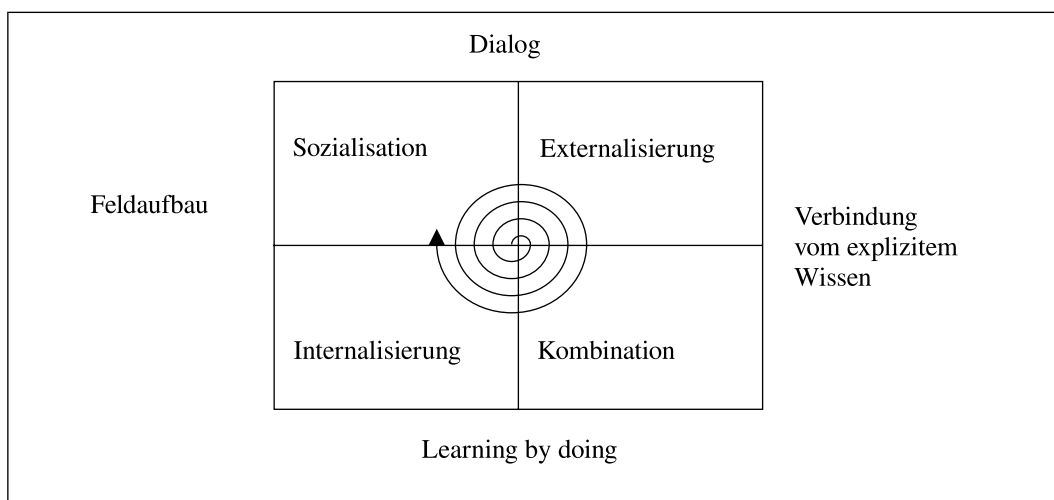 Dialog
Sozialisation
Externalisierung
Feldaufbau
Verbindung
vom explizitem
Wissen
Internalisierung
Kombination
Learning by doing